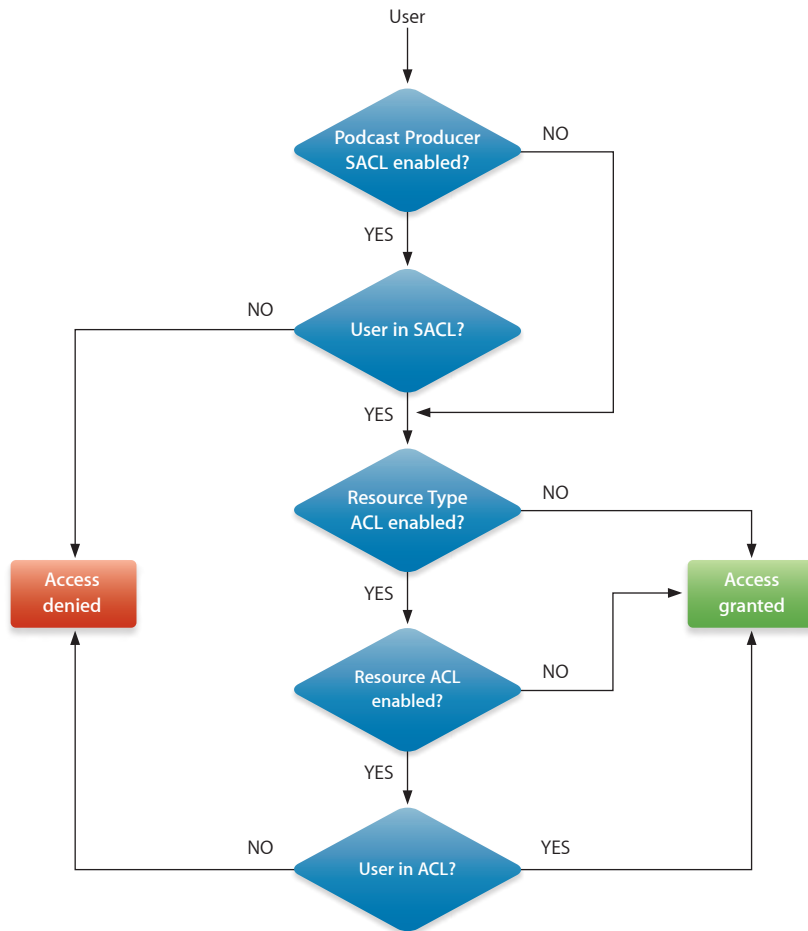 User
Podcast Producer
SACL enabled?
NO
YES
User in SACL?
NO
YES
Resource Type
ACL enabled?
NO
YES
Access
denied
Access
granted
Resource ACL
enabled?
NO
YES
User in ACL?
NO
YES